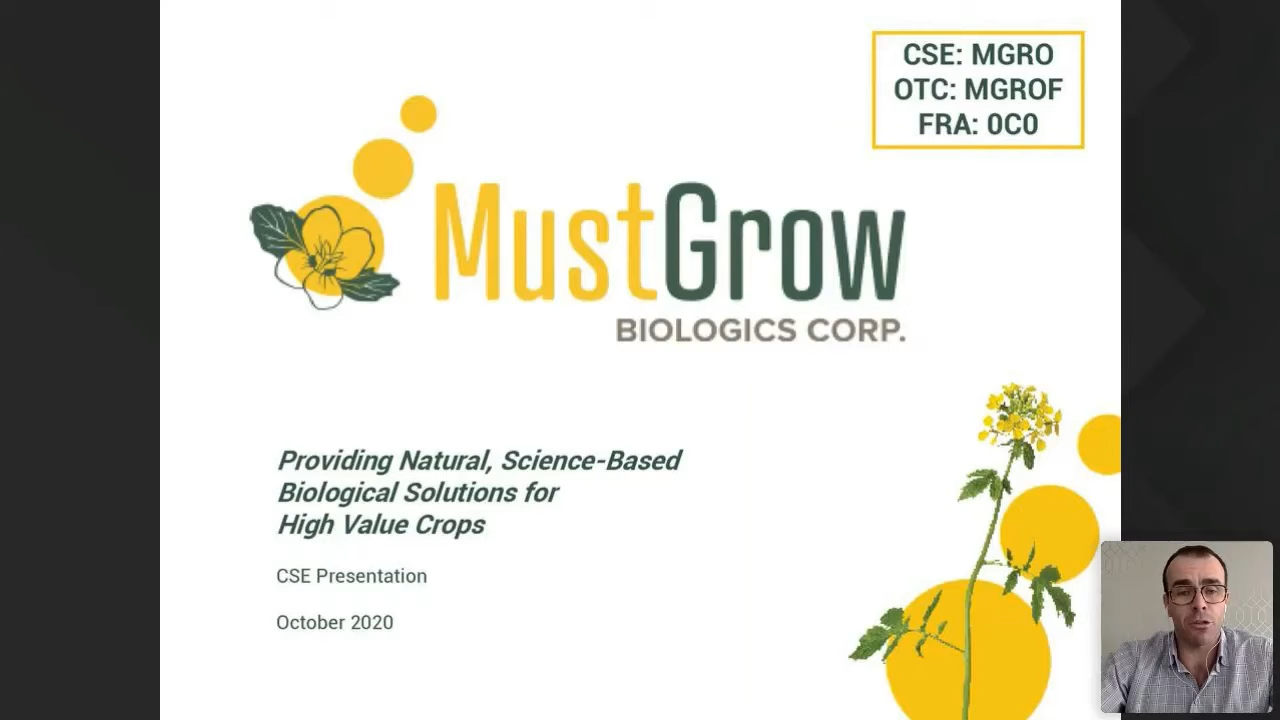 CSE: MGRO
OTC: MGROF
FRA: 0C0
MustGrow
BIOLOGICS CORP.
Providing Natural, Science-Based
Biological Solutions for
High Value Crops
CSE Presentation
October 2020